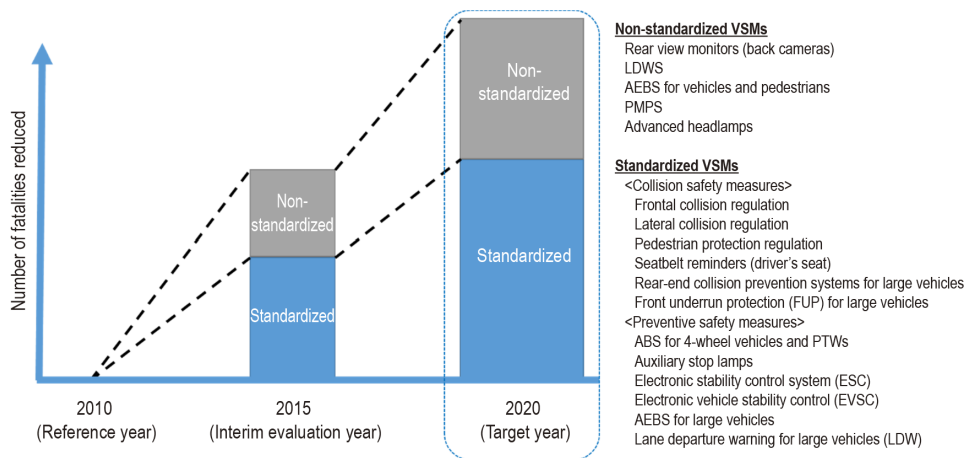 Number of fatalities reduced
Non-
standardized
Standardized
Non-
standardized
Standardized
2010
(Reference year)
2015
(Interim evaluation year)
2020
(Target year)
Non-standardized VSMs
Rear view monitors (back cameras)
LDWS
AEBS for vehicles and pedestrians
PMPS
Advanced headlamps
Standardized VSMs
<Collision safety measures>
Frontal collision regulation
Lateral collision regulation
Pedestrian protection regulation
Seatbelt reminders (driver’s seat)
Rear-end collision prevention systems for large vehicles
Front underrun protection (FUP) for large vehicles
<Preventive safety measures>
ABS for 4-wheel vehicles and PTWs
Auxiliary stop lamps
Electronic stability control system (ESC)
Electronic vehicle stability control (EVSC)
AEBS for large vehicles
Lane departure warning for large vehicles (LDW)